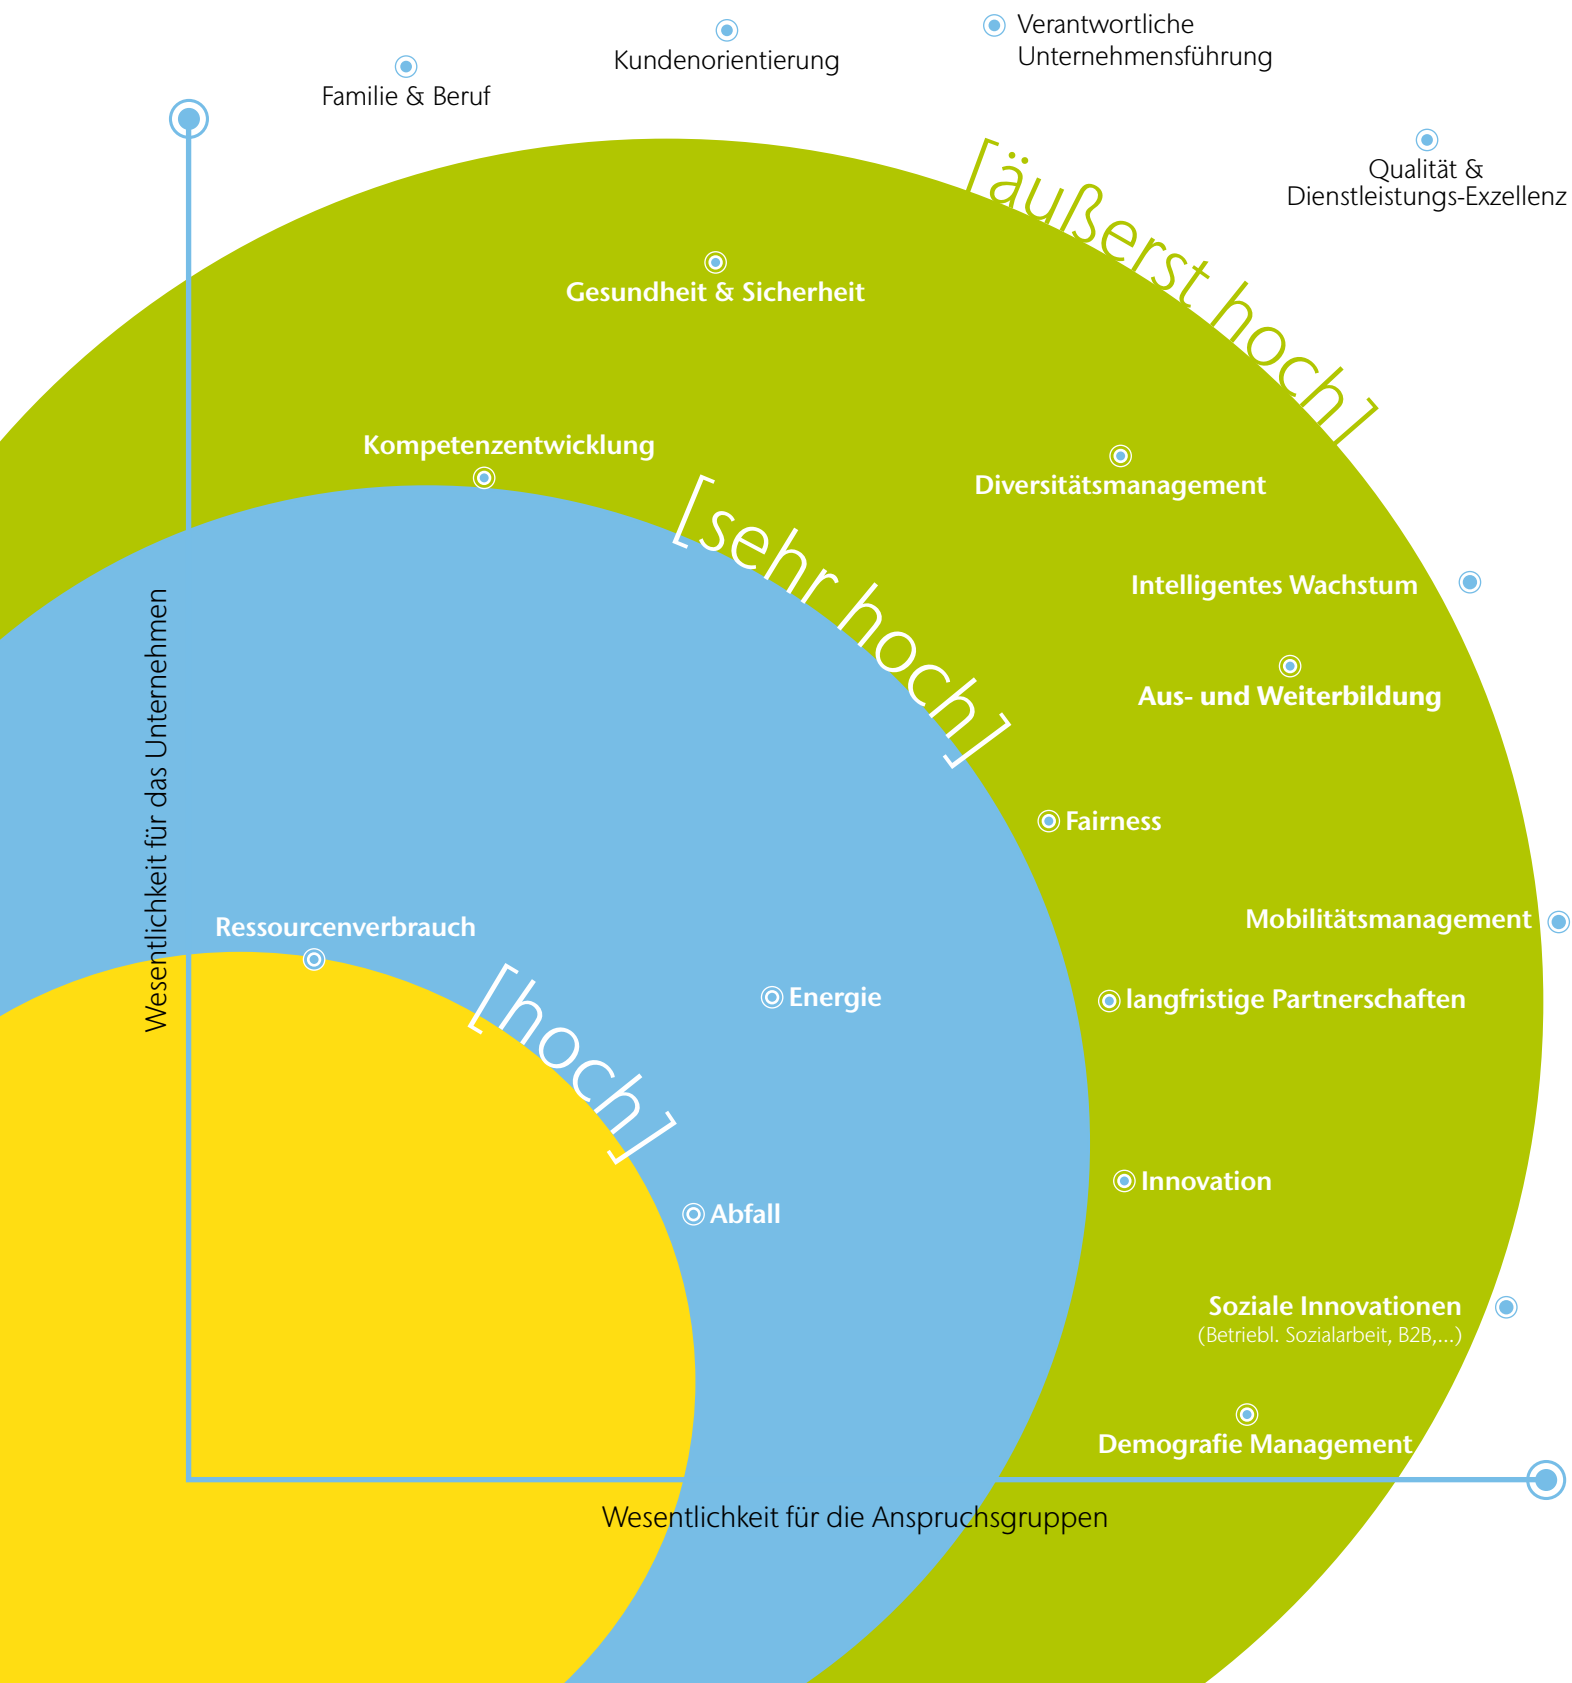 Verantwortliche
Unternehmensführung
Kundenorientierung
Familie & Beruf
Qualität &
Dienstleistungs-Exzellenz
[äußerst hoch]
Gesundheit & Sicherheit
Kompetenzentwicklung
Diversitätsmanagement
[sehr hoch]
Intelligentes Wachstum
Aus- und Weiterbildung
Fairness
Wesentlichkeit für das Unternehmen
Ressourcenverbrauch
Mobilitätsmanagement
[hoch]
Energie
langfristige Partnerschaften
Innovation
Abfall
Soziale Innovationen
(Betriebl. Sozialarbeit, B2B,...)
Demografie Management
Wesentlichkeit für die Anspruchsgruppen